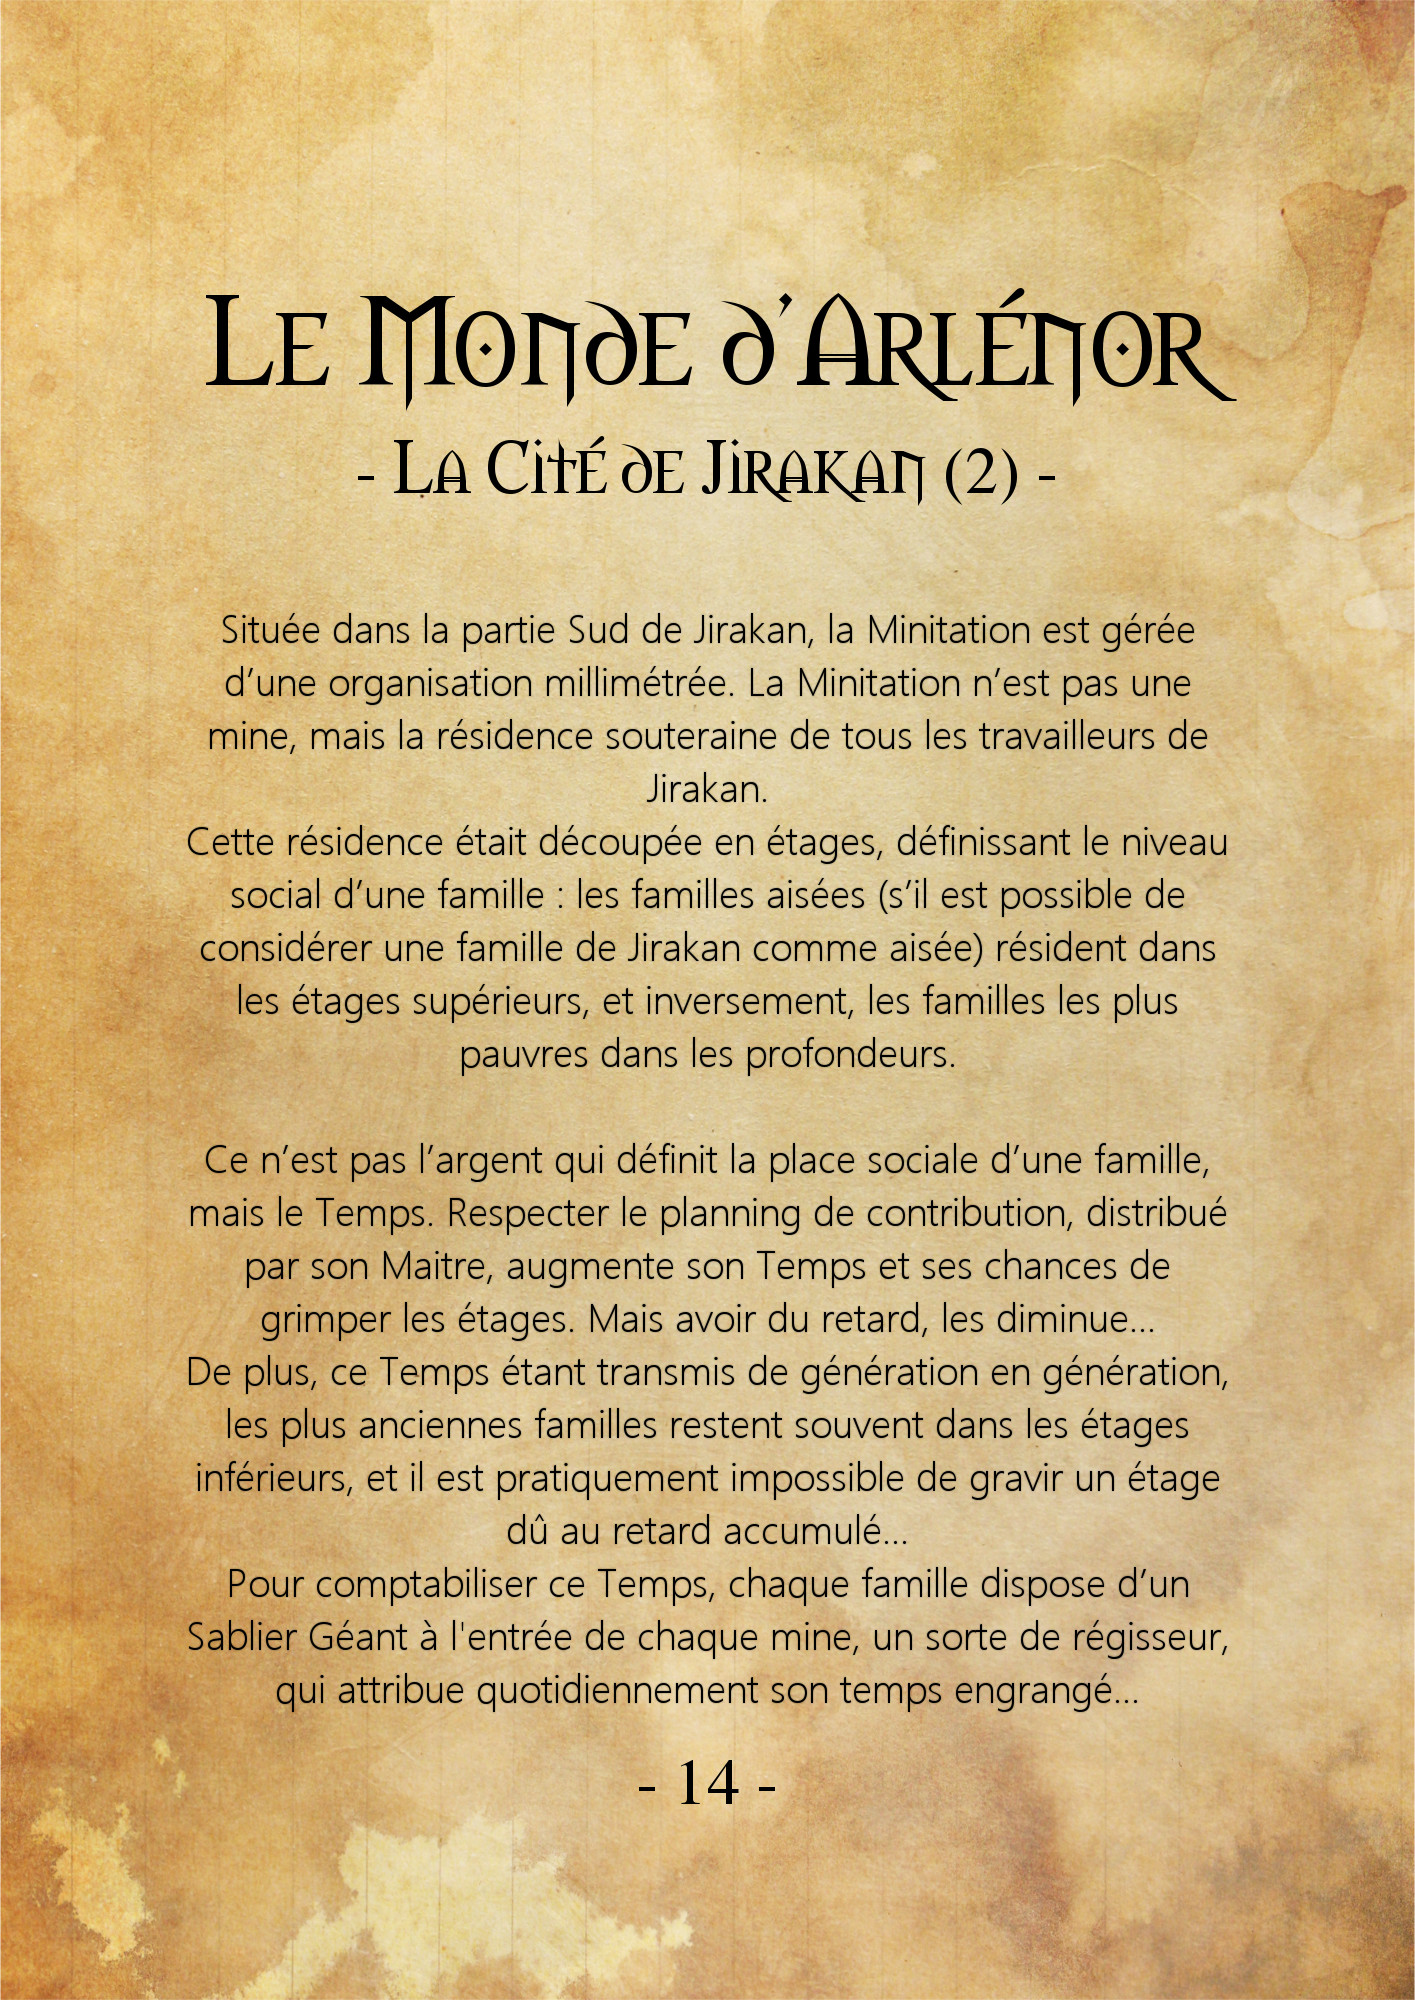 Le Monde d’Arlénor
- La Cité de Jirakan (2) -
Située dans la partie Sud de Jirakan, la Minitation est gérée
d’une organisation millimétrée. La Minitation n’est pas une
mine, mais la résidence souteraine de tous les travailleurs de
Jirakan.
Cette résidence était découpée en étages, définissant le niveau
social d’une famille : les familles aisées (s’il est possible de
considérer une famille de Jirakan comme aisée) résident dans
les étages supérieurs, et inversement, les familles les plus
pauvres dans les profondeurs.
Ce n’est pas l’argent qui définit la place sociale d’une famille,
mais le Temps. Respecter le planning de contribution, distribué
par son Maitre, augmente son Temps et ses chances de
grimper les étages. Mais avoir du retard, les diminue...
De plus, ce Temps étant transmis de génération en génération,
les plus anciennes familles restent souvent dans les étages
inférieurs, et il est pratiquement impossible de gravir un étage
dû au retard accumulé...
Pour comptabiliser ce Temps, chaque famille dispose d’un
Sablier Géant à l'entrée de chaque mine, un sorte de régisseur,
qui attribue quotidiennement son temps engrangé...
- 14 -